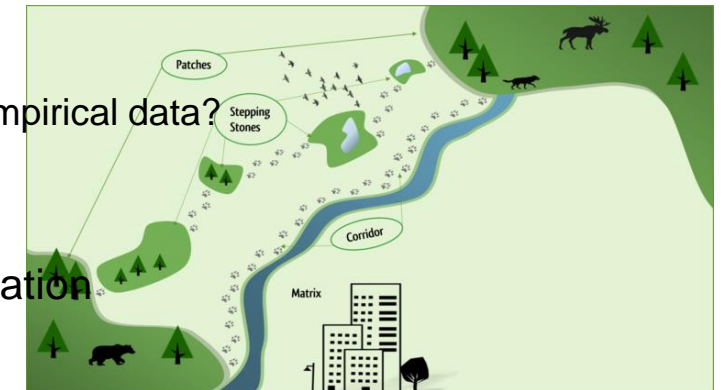 Patches
mpirical data?
Stepping
Stones
Corridor
ation
Matrix